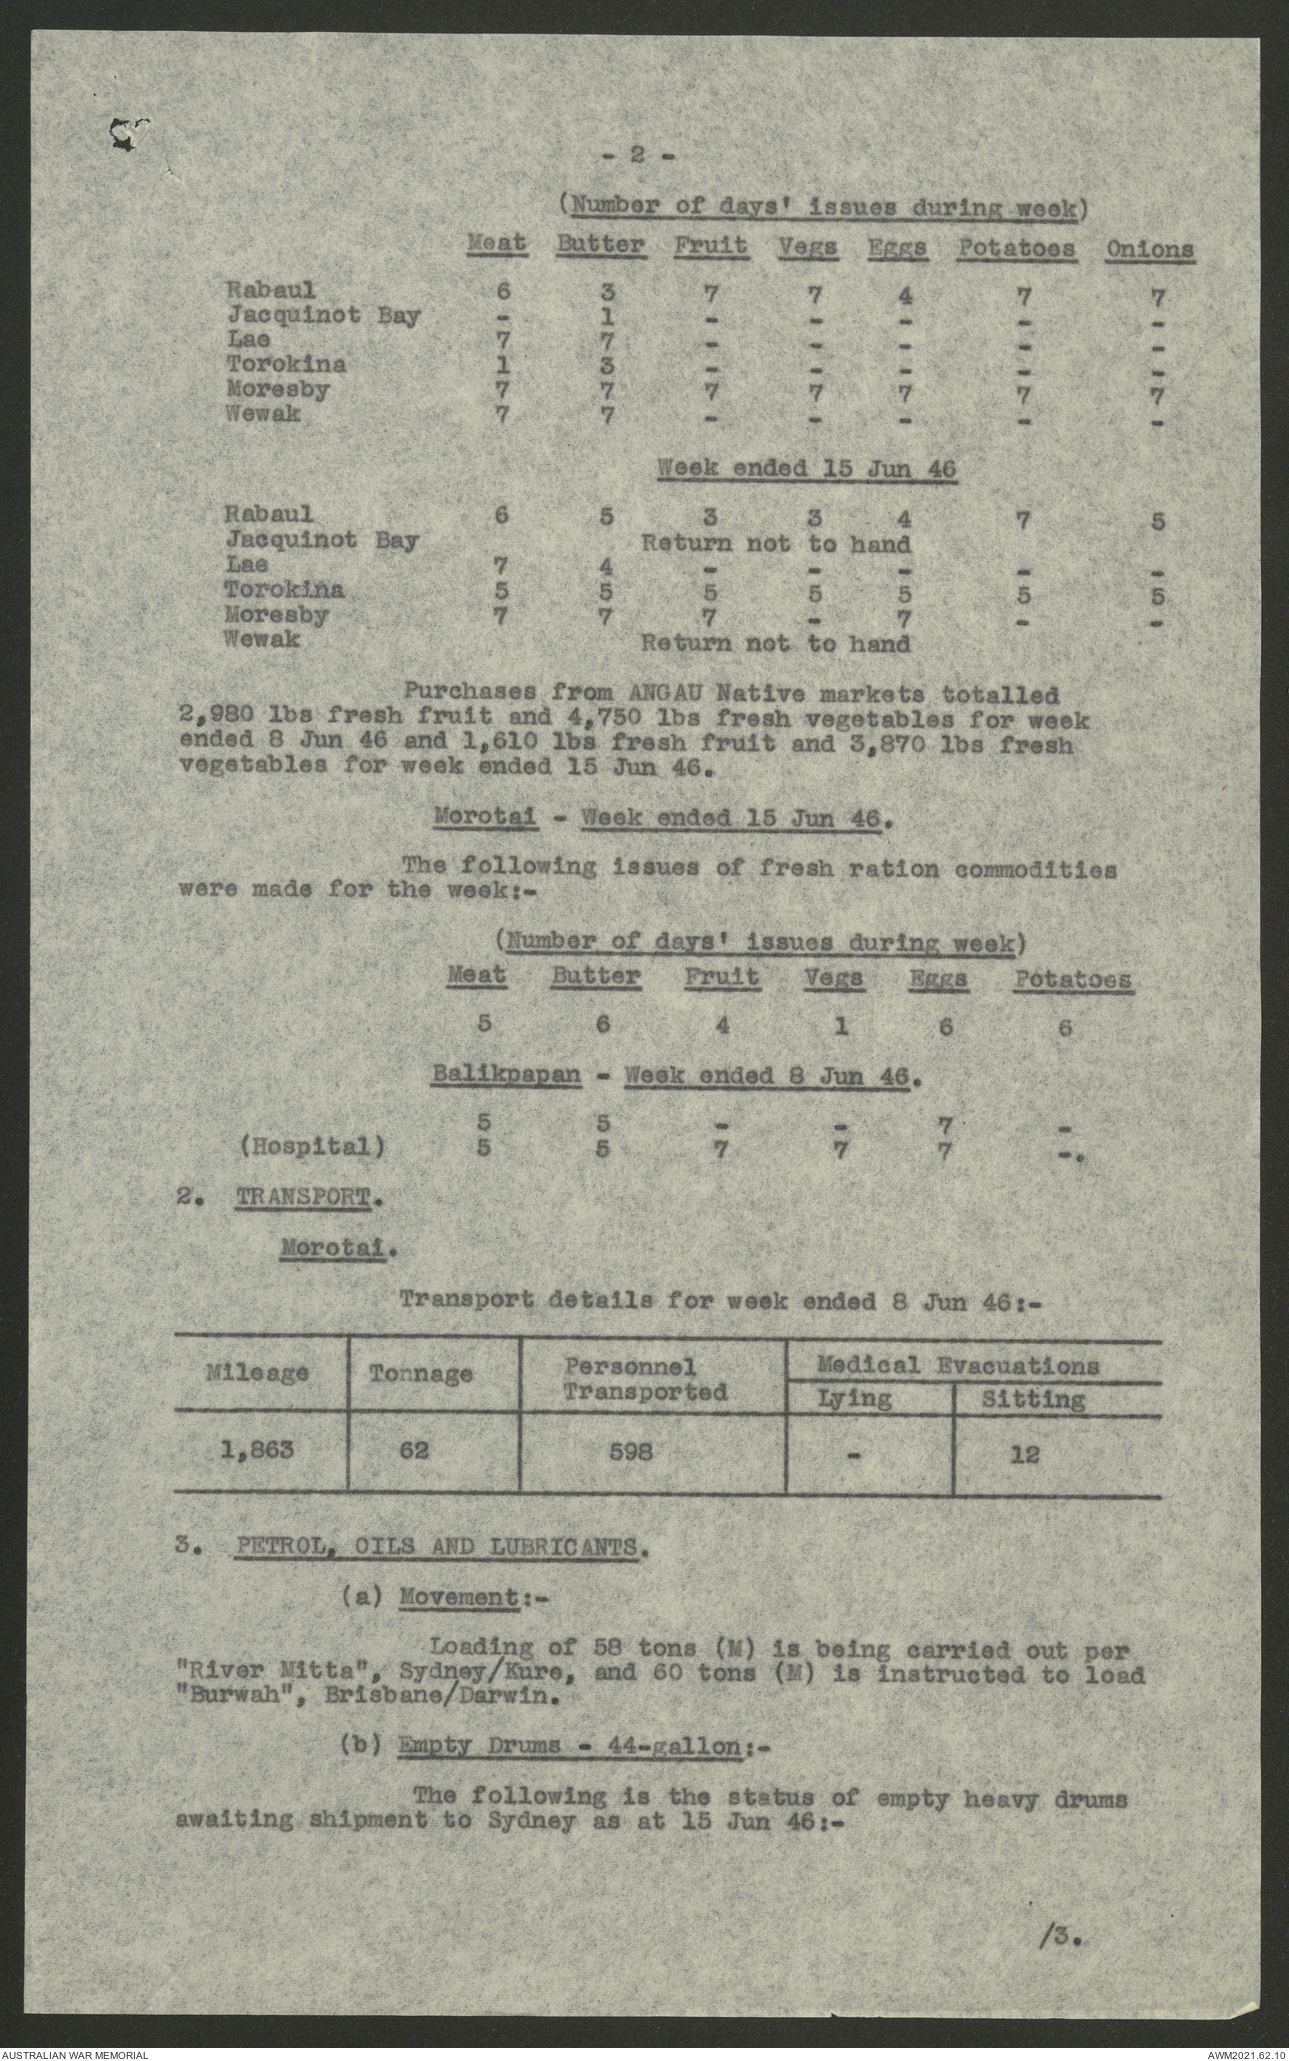 - 2 -
(Number of days' issues during week)
Meat Butter Fruit Vegs Eggs Potatoes Onions
Rabaul 6 3 7 7 4 7 7
Jacquinot Bay - 1 - - - - -
Lae 7 7 - - - - -
Torokina 1 3 - - - - -
Moresby 7 7 7 7 7 7 7
Wewak 7 7 - - - - -
Week ended 15 Jun 46
Rabaul 6 5 3 3 4 7 5
Jacquinot Bay Return not to hand
Lae 7 4 - - - - -
Torokina 5 5 5 5 5 5 5
Moresby 7 7 7 - 7 - -
Wewak Return not to hand
Purchases from ANGAU Native markets totalled
2,980 lbs fresh fruit and 4,750 lbs fresh vegetables for week
ended 8 Jun 46 and 1,610 lbs fresh fruit and 3,870 lbs fresh
vegetables for week ended 15 Jun 46.
Morotai - Week ended 15 Jun 46.
The following issues of fresh ration commodities
were made for the week:-
(Number of days' issues during week)
Meat Butter Fruit Vegs Eggs Potatoes
5 6 4 1 6 6
Balikpapan - Week ended 8 Jun 46.
5 5 - - 7 -
(Hospital) 5 5 7 7 7 -.
2. TRANSPORT.
Morotai.
Transport details for week ended 8 Jun 46:-
Mileage Tonnage Personnel Transported Medical Evacuations
Lying Sitting
1,863 62 598 - 12
3. PETROL, OILS AND LUBRICANTS.
(a) Movement:-
Loading of 58 tons (M) is being carried out per
"River Mitta", Sydney/Kure, and 60 tons (M) is instructed to load
"Burwah", Brisbane/Darwin.
(b) Empty Drums - 44-gallon:-
The following is the status of empty heavy drums
awaiting shipment to Sydney as at 15 Jun 46:-
/3.
AUSTRALIAN WAR MEMORIAL AWM2021.62.10